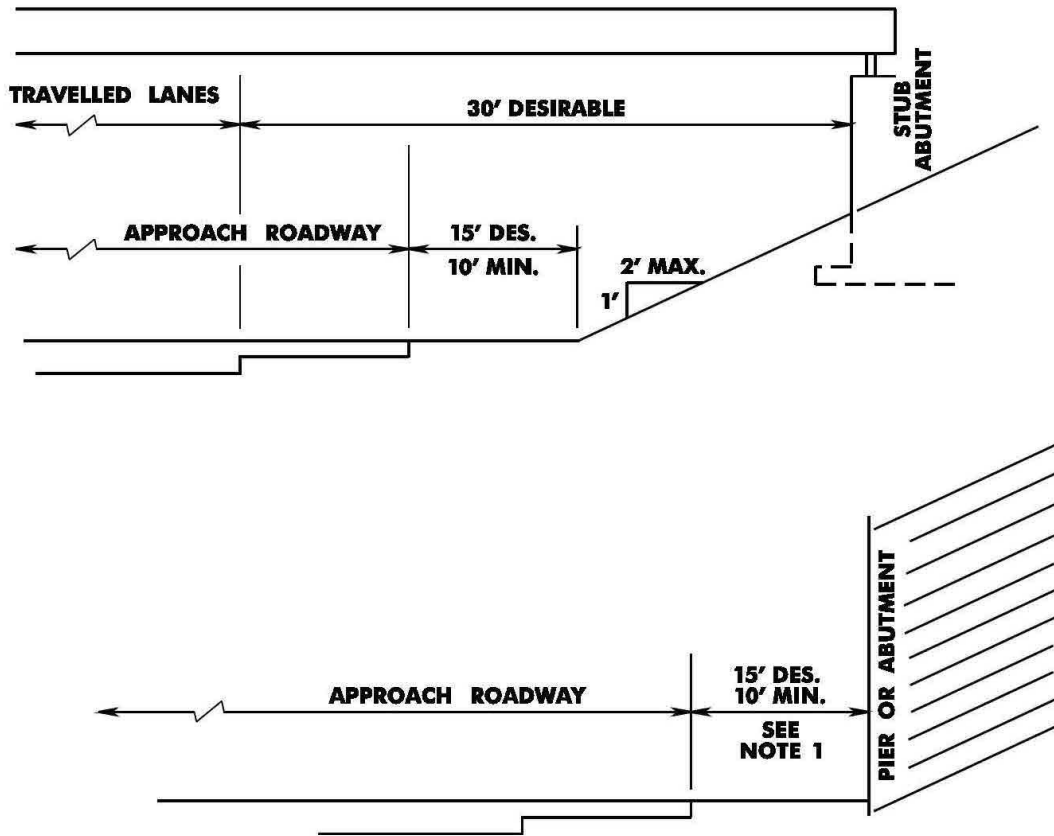 TRAVELLED LANES
30' DESIRABLE
STUB
ABUTMENT
APPROACH ROADWAY
15' DES.
10' MIN.
2' MAX.
1'
APPROACH ROADWAY
15' DES.
10' MIN.
SEE
NOTE 1
PIER OR ABUTMENT